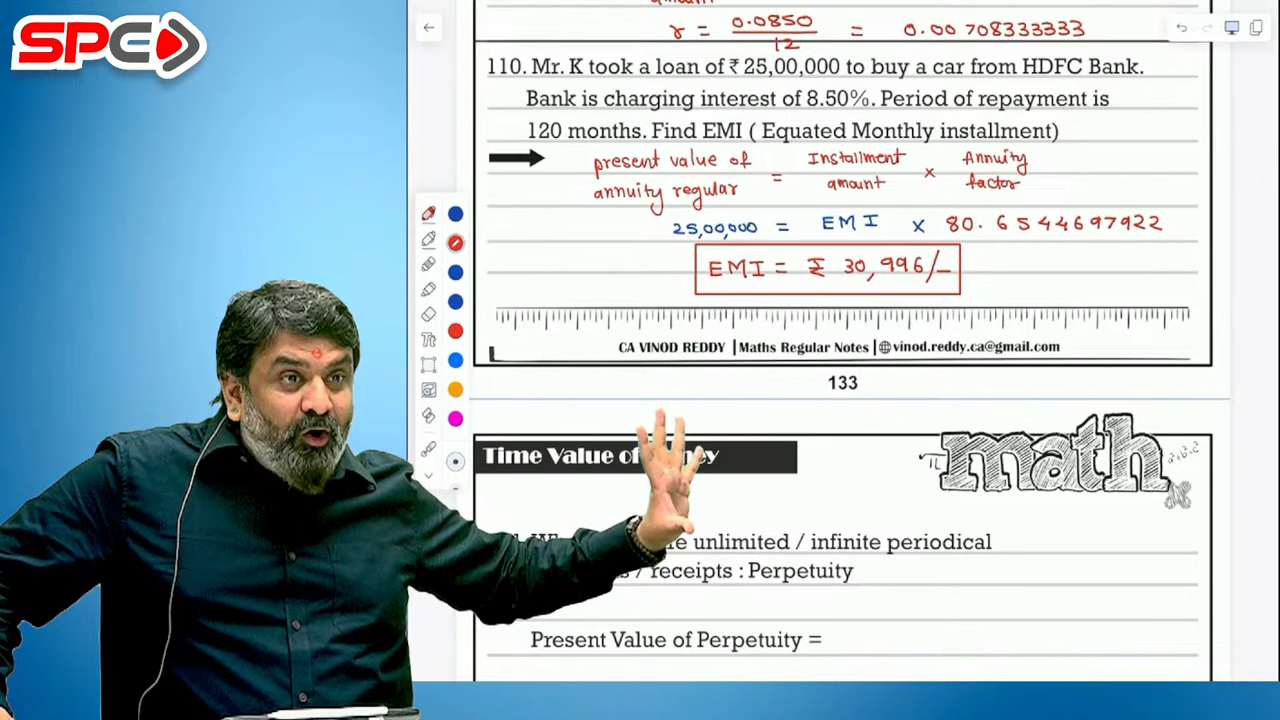 SPC
amount
r = 0.0850 / 12 = 0.00708333333
110. Mr. K took a loan of ₹ 25,00,000 to buy a car from HDFC Bank.
Bank is charging interest of 8.50%. Period of repayment is
120 months. Find EMI ( Equated Monthly installment)
present value of annuity regular = Installment amount × Annuity factor
25,00,000 = EMI × 80.6544697922
EMI = ₹ 30,996/-
CA VINOD REDDY | Maths Regular Notes | vinod.reddy.ca@gmail.com
133
Time Value of
math
π
unlimited / infinite periodical
/ receipts : Perpetuity
Present Value of Perpetuity =
Tt